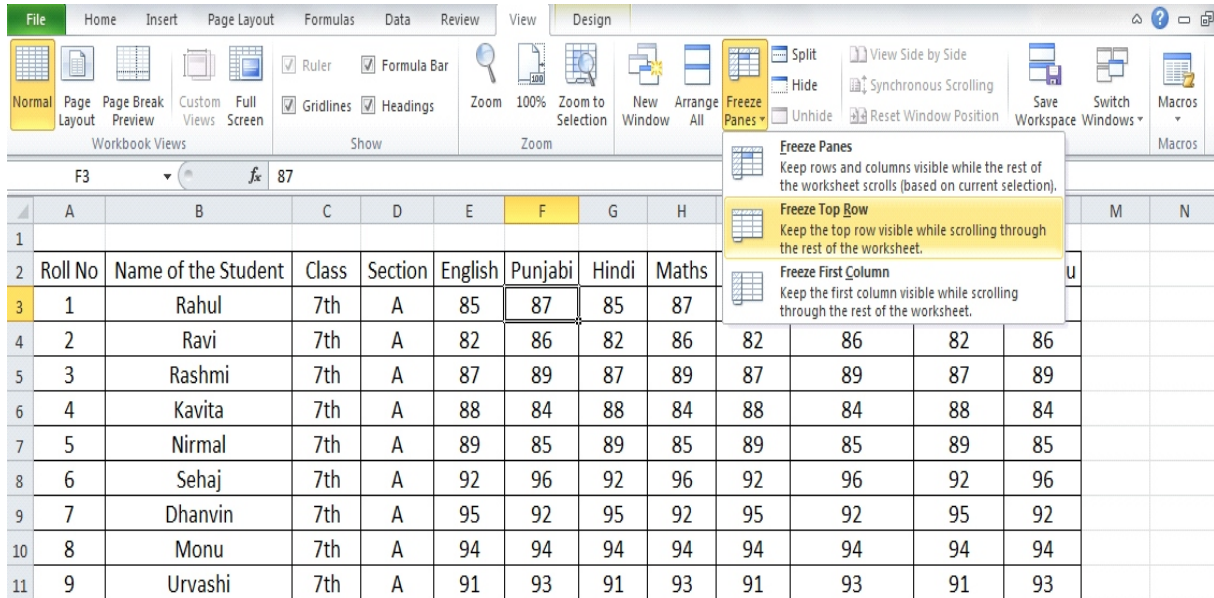 File Home Insert Page Layout Formulas Data Review View Design
Normal Page Layout Page Break Preview Custom Views Full Screen
Workbook Views
Ruler Formula Bar
Gridlines Headings
Show
Zoom 100% Zoom to Selection
Zoom
New Window Arrange All Freeze Panes
Split
Hide
Unhide
View Side by Side
Synchronous Scrolling
Reset Window Position
Save Workspace Switch Windows
Macros
Macros
Freeze Panes
Keep rows and columns visible while the rest of
the worksheet scrolls (based on current selection).
Freeze Top Row
Keep the top row visible while scrolling through
the rest of the worksheet.
Freeze First Column
Keep the first column visible while scrolling
through the rest of the worksheet.
F3 fx 87
A B C D E F G H M N
1
2 Roll No Name of the Student Class Section English Punjabi Hindi Maths
3 1 Rahul 7th A 85 87 85 87
4 2 Ravi 7th A 82 86 82 86 82 86 82 86
5 3 Rashmi 7th A 87 89 87 89 87 89 87 89
6 4 Kavita 7th A 88 84 88 84 88 84 88 84
7 5 Nirmal 7th A 89 85 89 85 89 85 89 85
8 6 Sehaj 7th A 92 96 92 96 92 96 92 96
9 7 Dhanvin 7th A 95 92 95 92 95 92 95 92
10 8 Monu 7th A 94 94 94 94 94 94 94 94
11 9 Urvashi 7th A 91 93 91 93 91 93 91 93